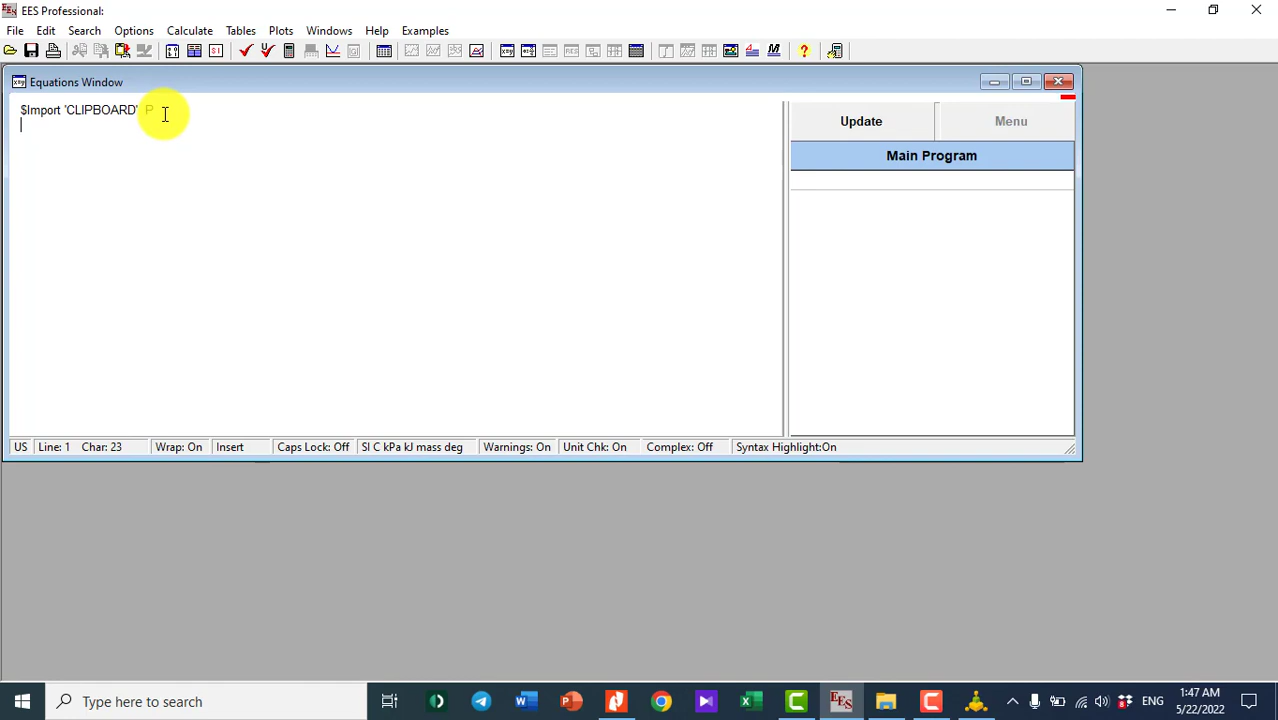 EES Professional:
File Edit Search Options Calculate Tables Plots Windows Help Examples
Equations Window
$Import 'CLIPBOARD' P
Update Menu
Main Program
US Line: 1 Char: 23 Wrap: On Insert Caps Lock: Off SI C kPa kJ mass deg Warnings: On Unit Chk: On Complex: Off Syntax Highlight:On
Type here to search
ENG
1:47 AM
5/22/2022